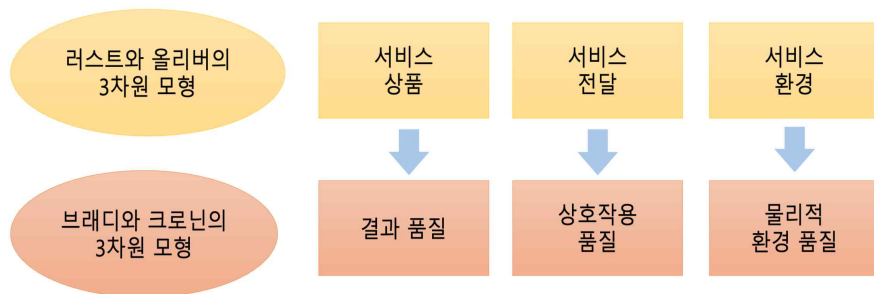 러스트와 올리버의
3차원 모형
서비스
상품
서비스
전달
서비스
환경
브래디와 크로닌의
3차원 모형
결과 품질
상호작용
품질
물리적
환경 품질